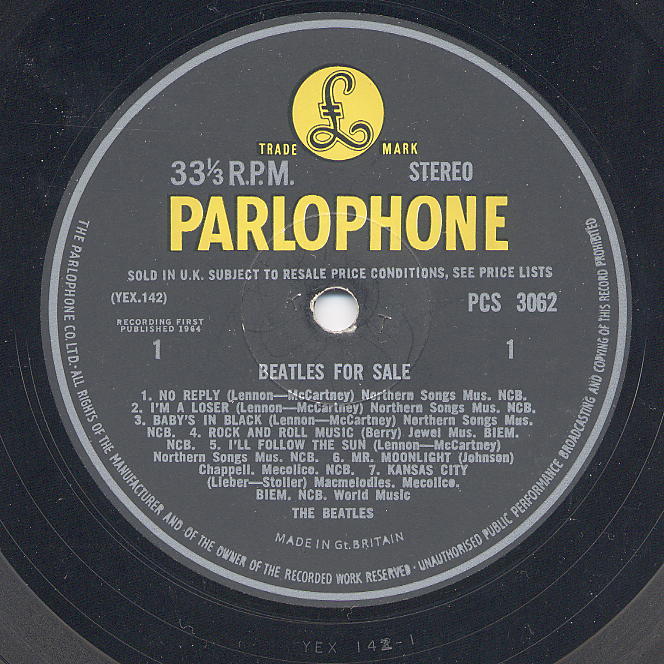 £
TRADE MARK
33⅓ R.P.M. STEREO
PARLOPHONE
SOLD IN U.K. SUBJECT TO RESALE PRICE CONDITIONS, SEE PRICE LISTS
(YEX.142) PCS 3062
RECORDING FIRST
PUBLISHED 1964
1 1
BEATLES FOR SALE
1. NO REPLY (Lennon—McCartney) Northern Songs Mus. NCB.
2. I'M A LOSER (Lennon—McCartney) Northern Songs Mus. NCB.
3. BABY'S IN BLACK (Lennon—McCartney) Northern Songs Mus.
NCB. 4. ROCK AND ROLL MUSIC (Berry) Jewel Mus. BIEM.
NCB. 5. I'LL FOLLOW THE SUN (Lennon—McCartney)
Northern Songs Mus. NCB. 6. MR. MOONLIGHT (Johnson)
Chappell. Mecolico. NCB. 7. KANSAS CITY
(Lieber—Stoller) Macmelodies. Mecolico.
BIEM. NCB. World Music
THE BEATLES
MADE IN Gt. BRITAIN
THE PARLOPHONE CO. LTD. · ALL RIGHTS OF THE MANUFACTURER AND OF THE OWNER OF THE RECORDED WORK RESERVED · UNAUTHORISED PUBLIC PERFORMANCE BROADCASTING AND COPYING OF THIS RECORD PROHIBITED
YEX 142-1